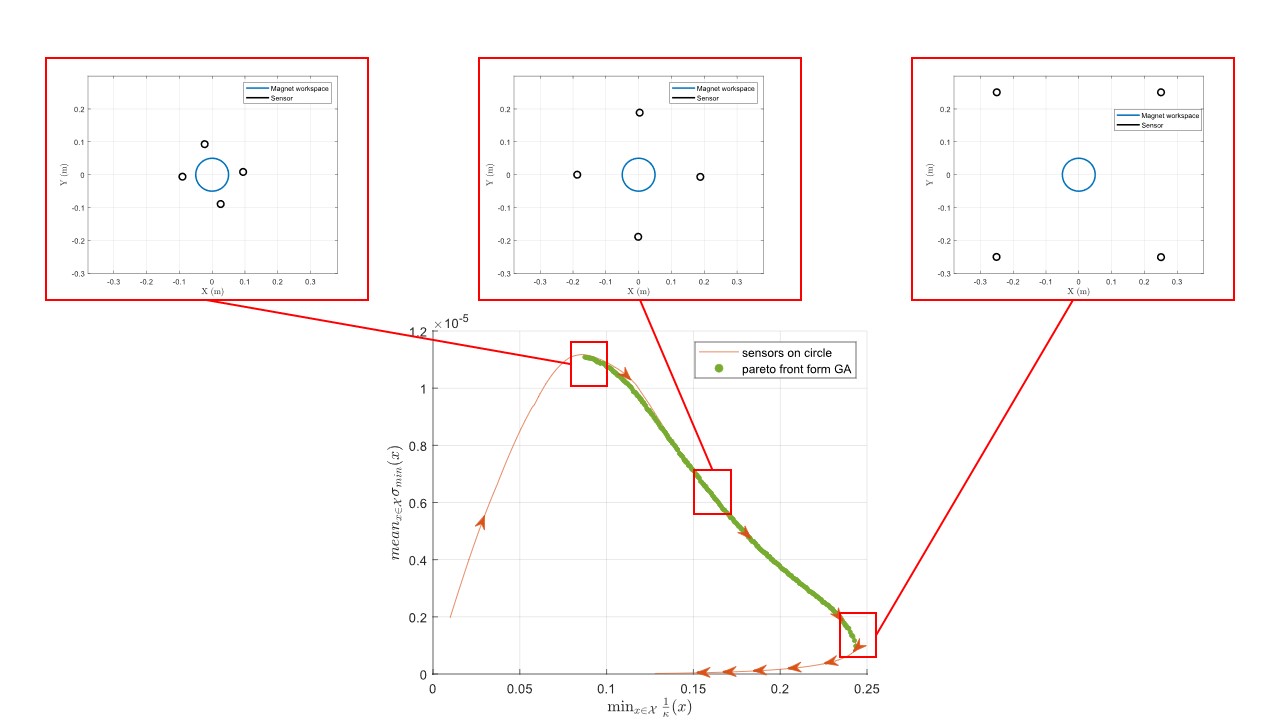 Magnet workspace
Sensor
0.2
0.1
0
-0.1
-0.2
-0.3
Y (m)
-0.3 -0.2 -0.1 0 0.1 0.2 0.3
X (m)
Magnet workspace
Sensor
0.2
0.1
0
-0.1
-0.2
-0.3
Y (m)
-0.3 -0.2 -0.1 0 0.1 0.2 0.3
X (m)
Magnet workspace
Sensor
0.2
0.1
0
-0.1
-0.2
-0.3
Y (m)
-0.3 -0.2 -0.1 0 0.1 0.2 0.3
X (m)
×10⁻⁵
1.2
1
0.8
0.6
0.4
0.2
0
mean_{x∈𝒳} σ_{min}(x)
sensors on circle
pareto front form GA
0 0.05 0.1 0.15 0.2 0.25
min_{x∈𝒳} 1/κ (x)